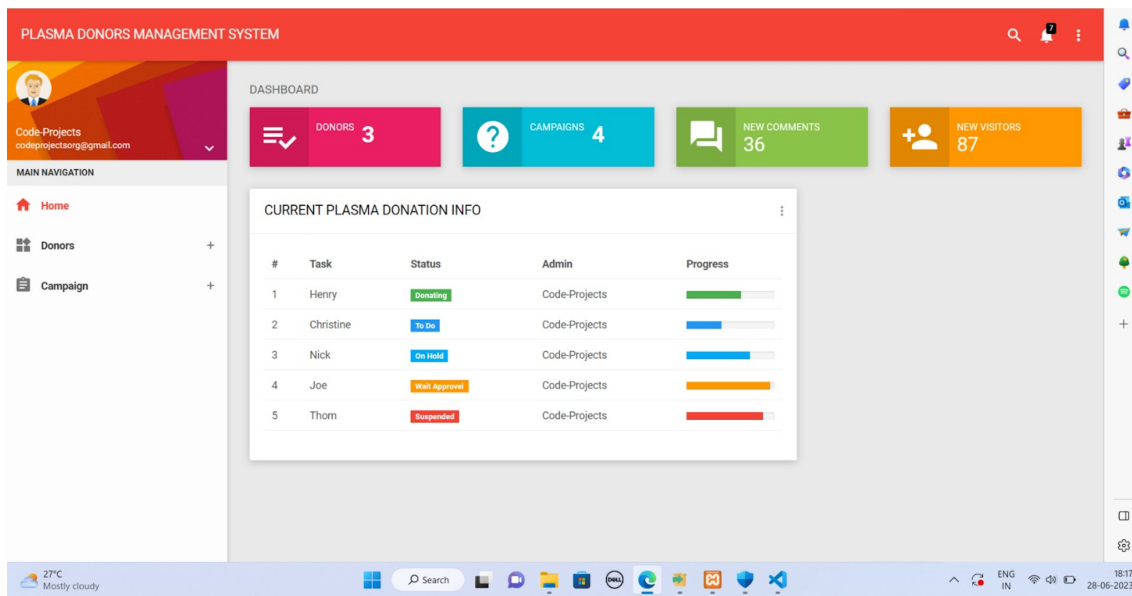 PLASMA DONORS MANAGEMENT SYSTEM
7
Code-Projects
codeprojectsorg@gmail.com
MAIN NAVIGATION
Home
Donors +
Campaign +
DASHBOARD
DONORS 3
CAMPAIGNS 4
NEW COMMENTS
36
NEW VISITORS
87
CURRENT PLASMA DONATION INFO
# Task Status Admin Progress
1 Henry Donating Code-Projects
2 Christine To Do Code-Projects
3 Nick On Hold Code-Projects
4 Joe Wait Approvel Code-Projects
5 Thom Suspended Code-Projects
27°C
Mostly cloudy
Search
DELL
ENG
IN
18:17
28-06-2023